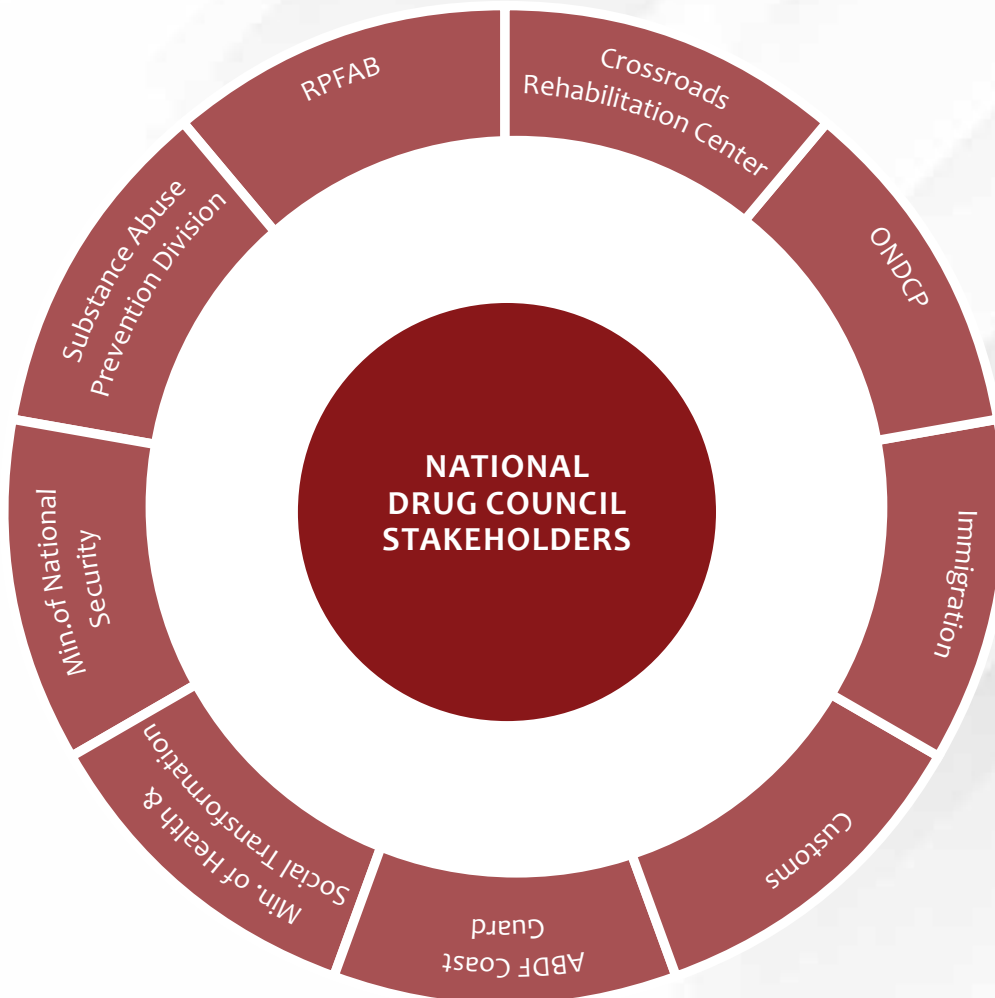 NATIONAL
DRUG COUNCIL
STAKEHOLDERS
Crossroads
Rehabilitation Center
ONDCP
Immigration
Customs
ABDF Coast
Guard
Min. of Health &
Social Transformation
Min.of National
Security
Substance Abuse
Prevention Division
RPFAB